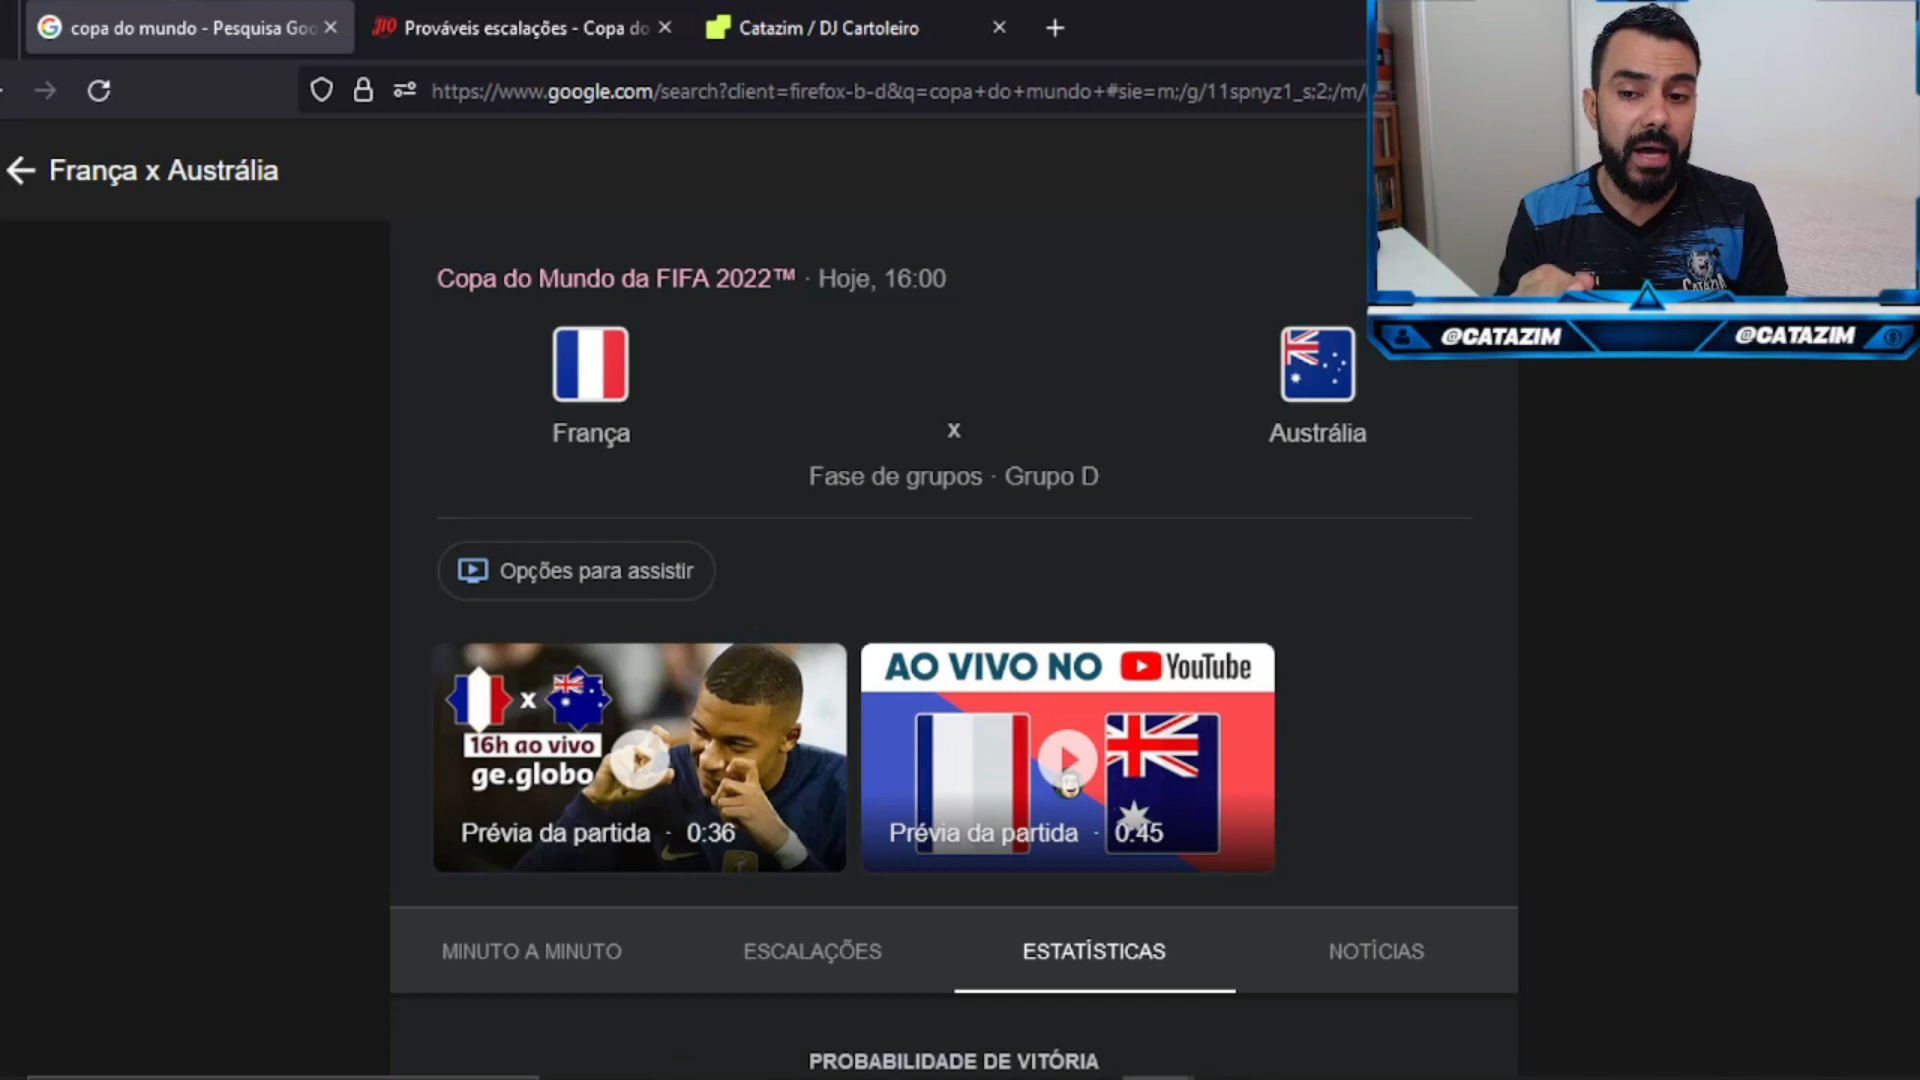 copa do mundo - Pesquisa Goo
Prováveis escalações - Copa do
Catazim / DJ Cartoleiro
https://www.google.com/search?client=firefox-b-d&q=copa+do+mundo+#sie=m;/g/11spnyz1_s;2;/m/
França x Austrália
CATAZIM
@CATAZIM
@CATAZIM
Copa do Mundo da FIFA 2022™ · Hoje, 16:00
França
x
Austrália
Fase de grupos · Grupo D
Opções para assistir
x
16h ao vivo
ge.globo
Prévia da partida · 0:36
AO VIVO NO YouTube
Prévia da partida · 0:45
MINUTO A MINUTO
ESCALAÇÕES
ESTATÍSTICAS
NOTÍCIAS
PROBABILIDADE DE VITÓRIA